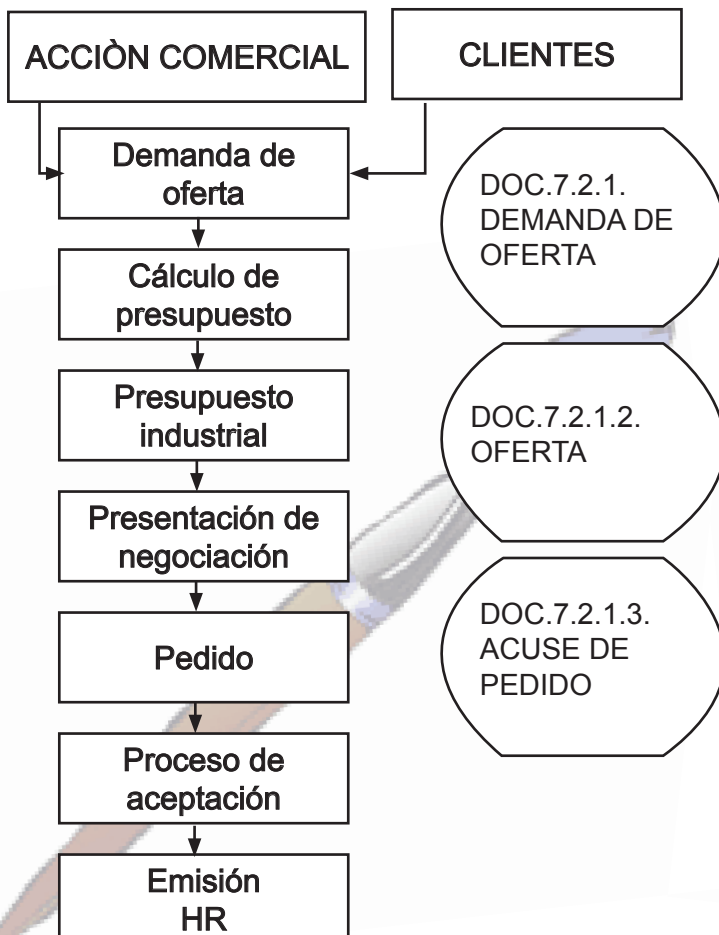 ACCIÒN COMERCIAL
CLIENTES
Demanda de
oferta
Cálculo de
presupuesto
Presupuesto
industrial
Presentación de
negociación
Pedido
Proceso de
aceptación
Emisión
HR
DOC.7.2.1.
DEMANDA DE
OFERTA
DOC.7.2.1.2.
OFERTA
DOC.7.2.1.3.
ACUSE DE
PEDIDO